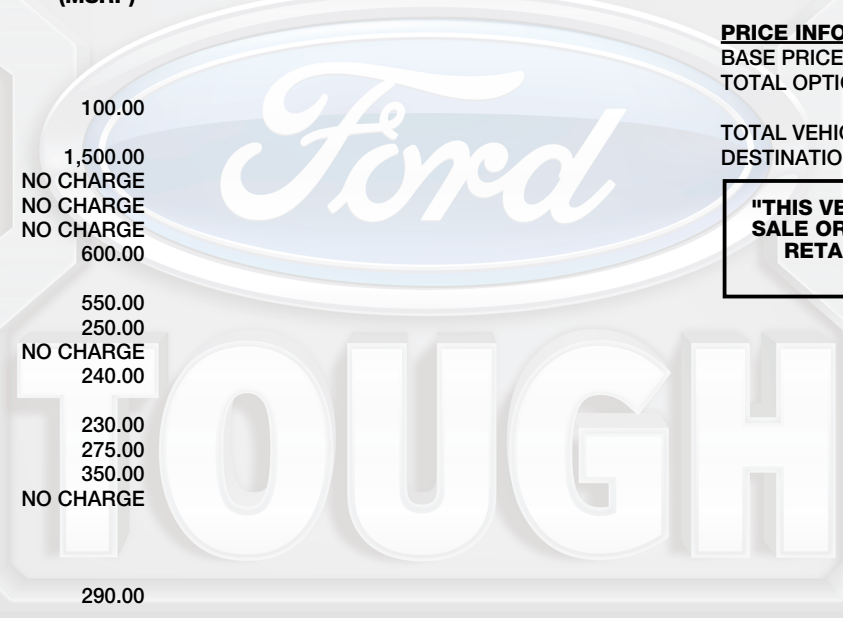 (MSRP)
100.00
1,500.00
NO CHARGE
NO CHARGE
NO CHARGE
600.00
550.00
250.00
NO CHARGE
240.00
230.00
275.00
350.00
NO CHARGE
290.00
PRICE INFO
BASE PRICE
TOTAL OPTI
TOTAL VEHI
DESTINATIO
"THIS VE
SALE OR
RETA
Ford
TOUGH